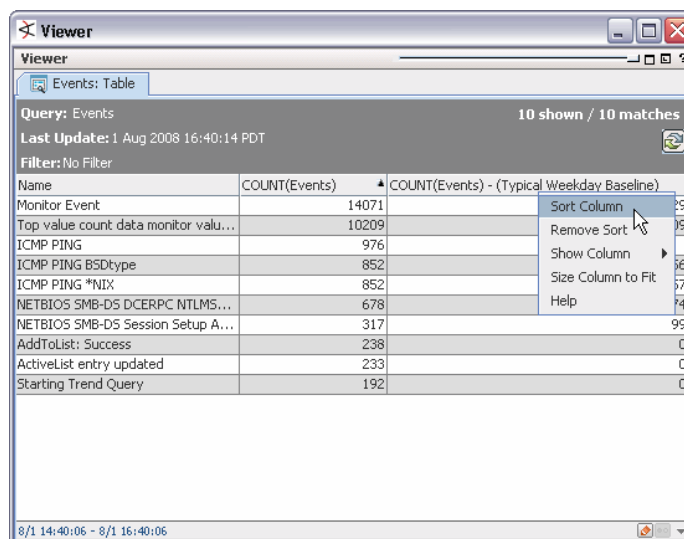 Viewer
Viewer
Events: Table
Query: Events
10 shown / 10 matches
Last Update: 1 Aug 2008 16:40:14 PDT
Filter: No Filter
Name COUNT(Events) COUNT(Events) - (Typical Weekday Baseline)
Monitor Event 14071
Top value count data monitor valu... 10209
ICMP PING 976
ICMP PING BSDtype 852
ICMP PING *NIX 852
NETBIOS SMB-DS DCERPC NTLMS... 678
NETBIOS SMB-DS Session Setup A... 317 99
AddToList: Success 238 0
ActiveList entry updated 233 0
Starting Trend Query 192 0
Sort Column
Remove Sort
Show Column
Size Column to Fit
Help
8/1 14:40:06 - 8/1 16:40:06